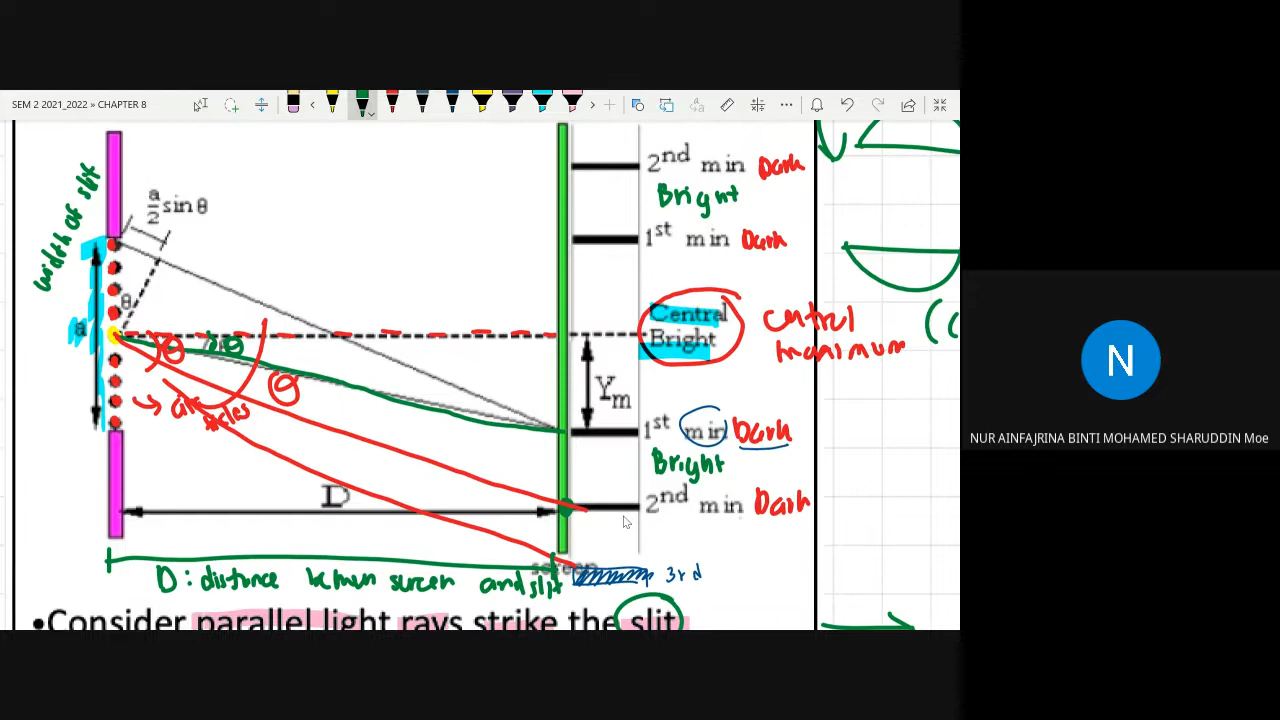 SEM 2 2021_2022 » CHAPTER 8
2nd min Dark
Bright
width of slit
a/2 sin θ
1st min Dark
θ
Central
Bright
central
maximum
a
θ
θ
θ
Ym
1st min Dark
Bright
D
2nd min Dark
screen
3rd
D: distance between screen and slit
•Consider parallel light rays strike the slit
N
NUR AINFAJRINA BINTI MOHAMED SHARUDDIN Moe